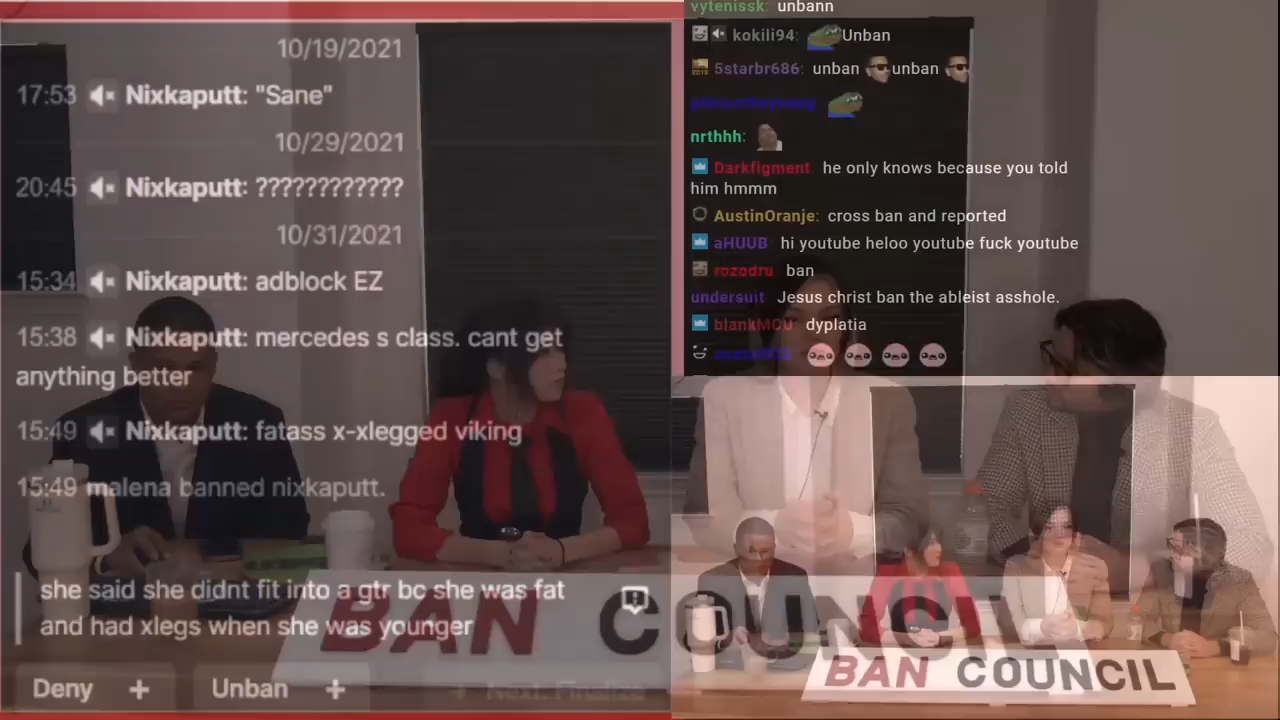 10/19/2021
17:53 Nixkaputt: "Sane"
10/29/2021
20:45 Nixkaputt: ????????????
10/31/2021
15:34 Nixkaputt: adblock EZ
15:38 Nixkaputt: mercedes s class. cant get
anything better
15:49 Nixkaputt: fatass x-xlegged viking
15:49 malena banned nixkaputt.
she said she didnt fit into a gtr bc she was fat
and had xlegs when she was younger
Deny +
Unban +
Next: Finalize
vytenissk: unbann
kokili94: Unban
5starbr686: unban unban
nrthhh:
Darkfigment: he only knows because you told
him hmmm
AustinOranje: cross ban and reported
aHUUB hi youtube heloo youtube fuck youtube
rozodru ban
undersuit Jesus christ ban the ableist asshole.
blankMCU: dyplatia
BAN COUNCIL
BAN COUNCIL